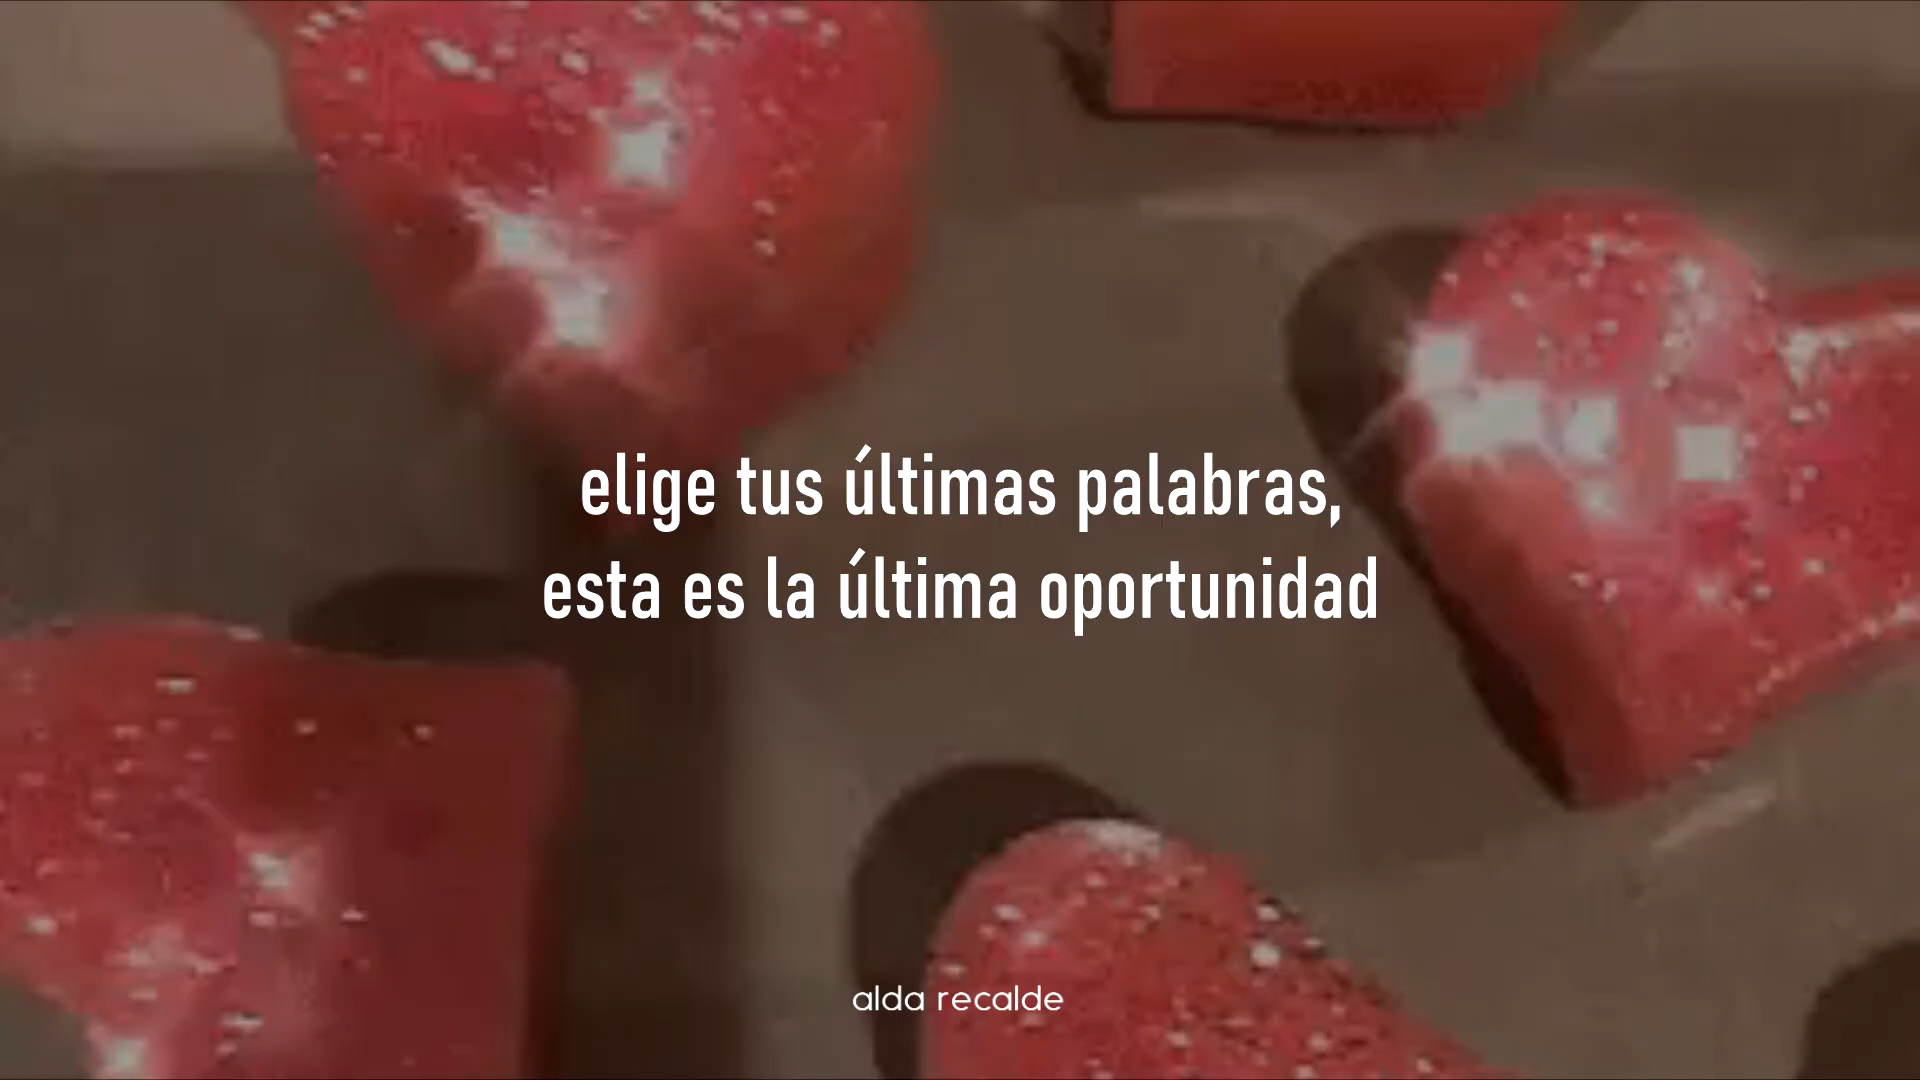 elige tus últimas palabras,
esta es la última oportunidad
alda recalde